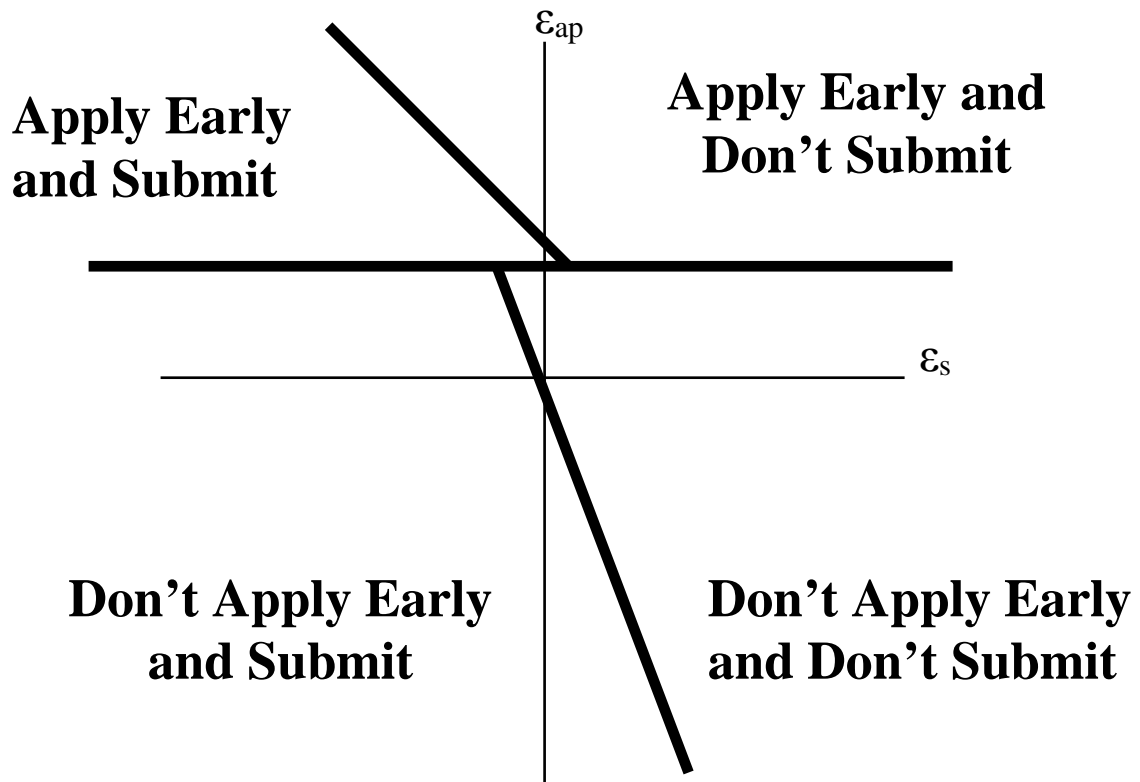 εap
Apply Early
and Submit
Apply Early and
Don’t Submit
εs
Don’t Apply Early
and Submit
Don’t Apply Early
and Don’t Submit